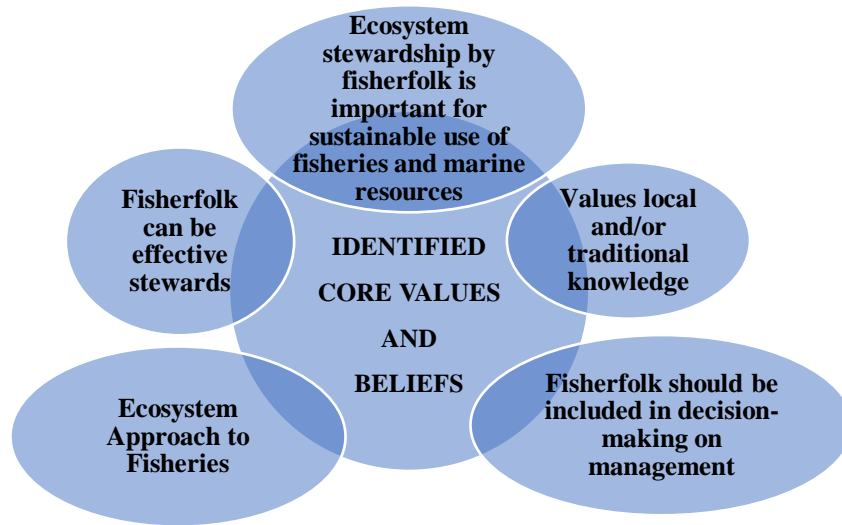 Ecosystem
stewardship by
fisherfolk is
important for
sustainable use of
fisheries and marine
resources
Fisherfolk
can be
effective
stewards
Values local
and/or
traditional
knowledge
IDENTIFIED
CORE VALUES
AND
BELIEFS
Ecosystem
Approach to
Fisheries
Fisherfolk should be
included in decision-
making on
management